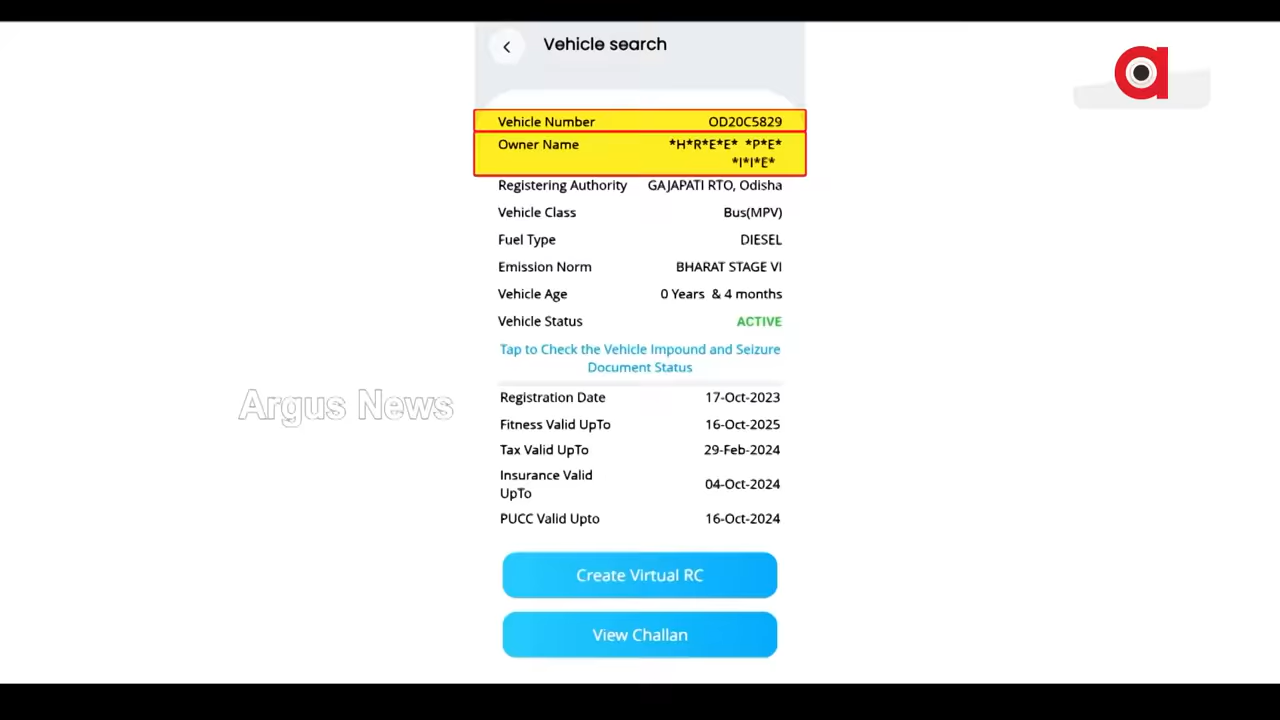 Vehicle search
Vehicle Number OD20C5829
Owner Name *H*R*E*E* *P*E*
*I*I*E*
Registering Authority GAJAPATI RTO, Odisha
Vehicle Class Bus(MPV)
Fuel Type DIESEL
Emission Norm BHARAT STAGE VI
Vehicle Age 0 Years & 4 months
Vehicle Status ACTIVE
Tap to Check the Vehicle Impound and Seizure
Document Status
Registration Date 17-Oct-2023
Argus News
Fitness Valid UpTo 16-Oct-2025
Tax Valid UpTo 29-Feb-2024
Insurance Valid
UpTo 04-Oct-2024
PUCC Valid Upto 16-Oct-2024
Create Virtual RC
View Challan